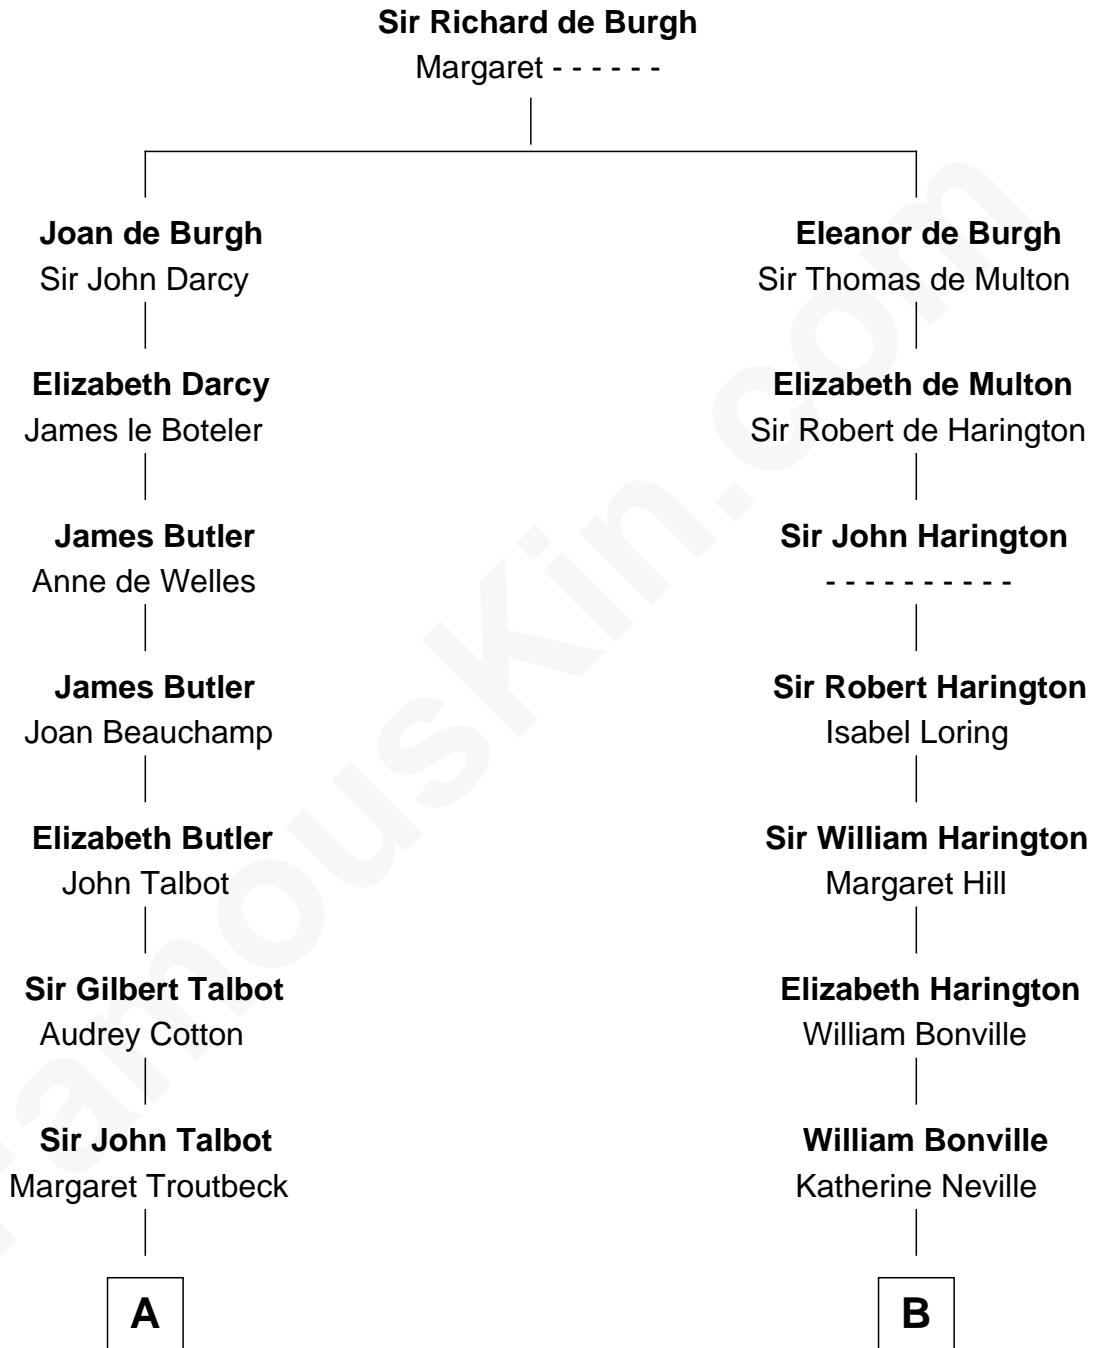 Sir Richard de Burgh
Margaret - - - - - -
Joan de Burgh
Sir John Darcy
Eleanor de Burgh
Sir Thomas de Multon
Elizabeth Darcy
James le Boteler
Elizabeth de Multon
Sir Robert de Harington
James Butler
Anne de Welles
Sir John Harington
- - - - - - - - - -
James Butler
Joan Beauchamp
Sir Robert Harington
Isabel Loring
Elizabeth Butler
John Talbot
Sir William Harington
Margaret Hill
Sir Gilbert Talbot
Audrey Cotton
Elizabeth Harington
William Bonville
Sir John Talbot
Margaret Troutbeck
William Bonville
Katherine Neville
A
B
FamousKin.com